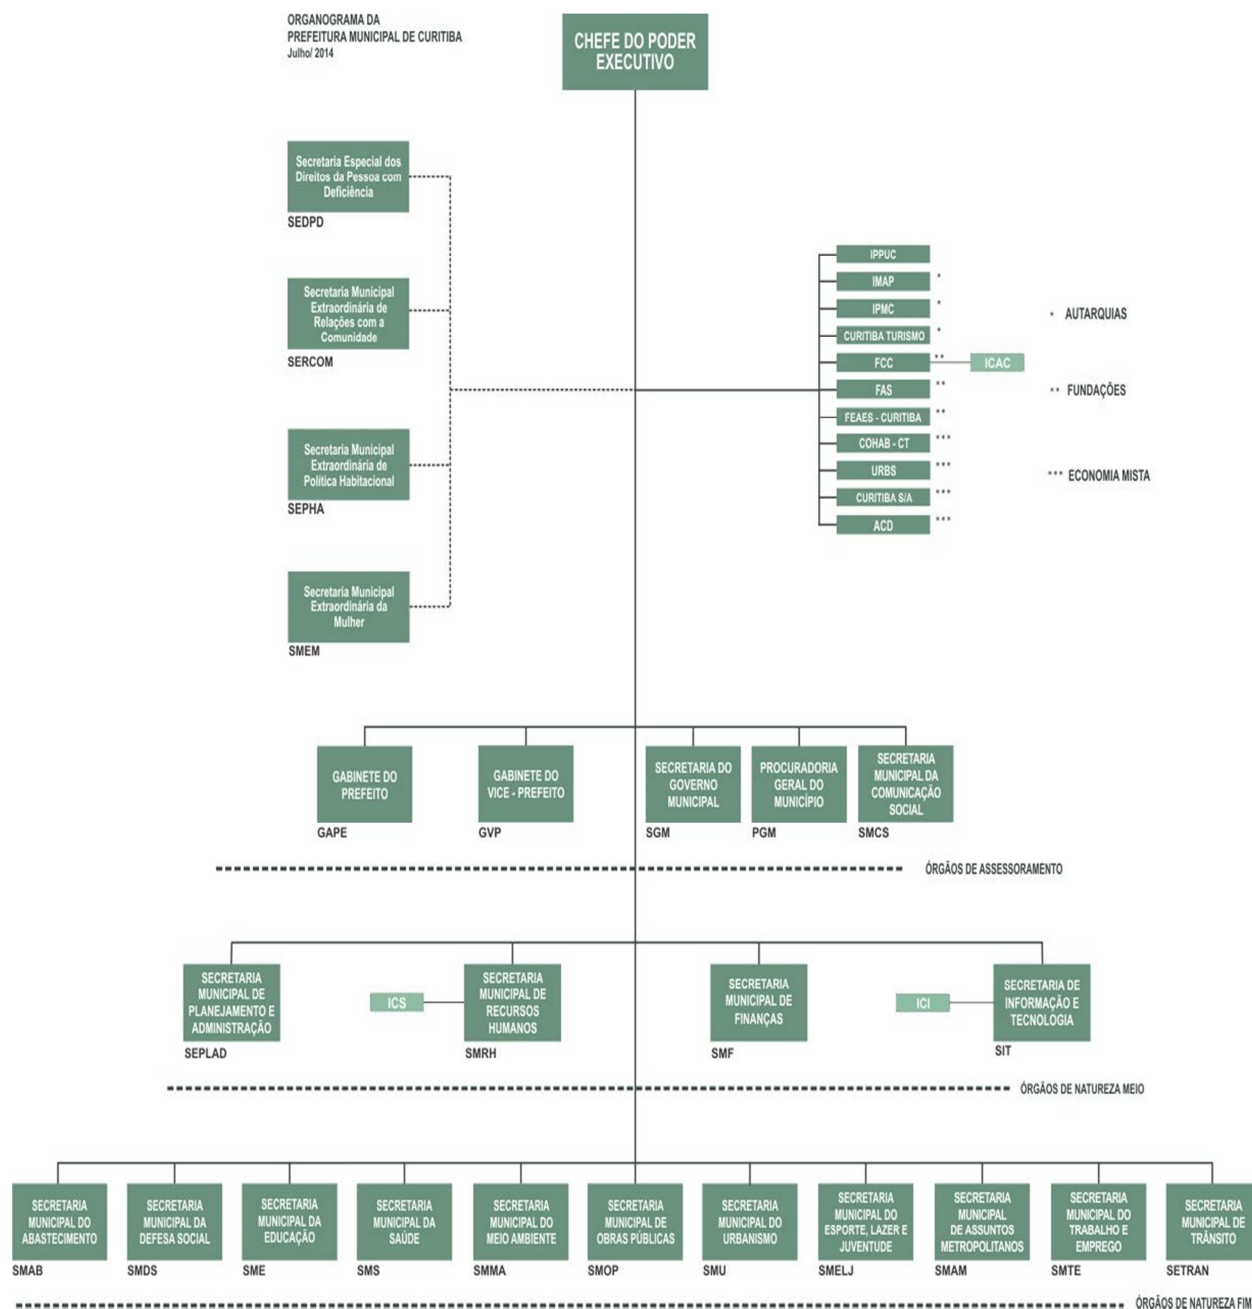 ORGANOGRAMA DA
PREFEITURA MUNICIPAL DE CURITIBA
Julho/ 2014
CHEFE DO PODER
EXECUTIVO
Secretaria Especial dos
Direitos da Pessoa com
Deficiência
SEDPD
Secretaria Municipal
Extraordinária de
Relações com a
Comunidade
SERCOM
Secretaria Municipal
Extraordinária de
Política Habitacional
SEPHA
Secretaria Municipal
Extraordinária da
Mulher
SMEM
IPPUC
IMAP *
IPMC *
CURITIBA TURISMO *
FCC ** ICAC
FAS **
FEAES - CURITIBA **
COHAB - CT ***
URBS ***
CURITIBA S/A ***
ACD ***
* AUTARQUIAS
** FUNDAÇÕES
*** ECONOMIA MISTA
GABINETE DO
PREFEITO
GAPE
GABINETE DO
VICE - PREFEITO
GVP
SECRETARIA DO
GOVERNO
MUNICIPAL
SGM
PROCURADORIA
GERAL DO
MUNICÍPIO
PGM
SECRETARIA
MUNICIPAL DA
COMUNICAÇÃO
SOCIAL
SMCS
ÓRGÃOS DE ASSESSORAMENTO
SECRETARIA
MUNICIPAL DE
PLANEJAMENTO E
ADMINISTRAÇÃO
SEPLAD
ICS
SECRETARIA
MUNICIPAL DE
RECURSOS
HUMANOS
SMRH
SECRETARIA
MUNICIPAL DE
FINANÇAS
SMF
ICI
SECRETARIA DE
INFORMAÇÃO E
TECNOLOGIA
SIT
ÓRGÃOS DE NATUREZA MEIO
SECRETARIA
MUNICIPAL DO
ABASTECIMENTO
SMAB
SECRETARIA
MUNICIPAL DA
DEFESA SOCIAL
SMDS
SECRETARIA
MUNICIPAL DA
EDUCAÇÃO
SME
SECRETARIA
MUNICIPAL DA
SAÚDE
SMS
SECRETARIA
MUNICIPAL DO
MEIO AMBIENTE
SMMA
SECRETARIA
MUNICIPAL DE
OBRAS PÚBLICAS
SMOP
SECRETARIA
MUNICIPAL DO
URBANISMO
SMU
SECRETARIA
MUNICIPAL DO
ESPORTE, LAZER E
JUVENTUDE
SMELJ
SECRETARIA
MUNICIPAL
DE ASSUNTOS
METROPOLITANOS
SMAM
SECRETARIA
MUNICIPAL DO
TRABALHO E
EMPREGO
SMTE
SECRETARIA
MUNICIPAL DE
TRÂNSITO
SETRAN
ÓRGÃOS DE NATUREZA FIM